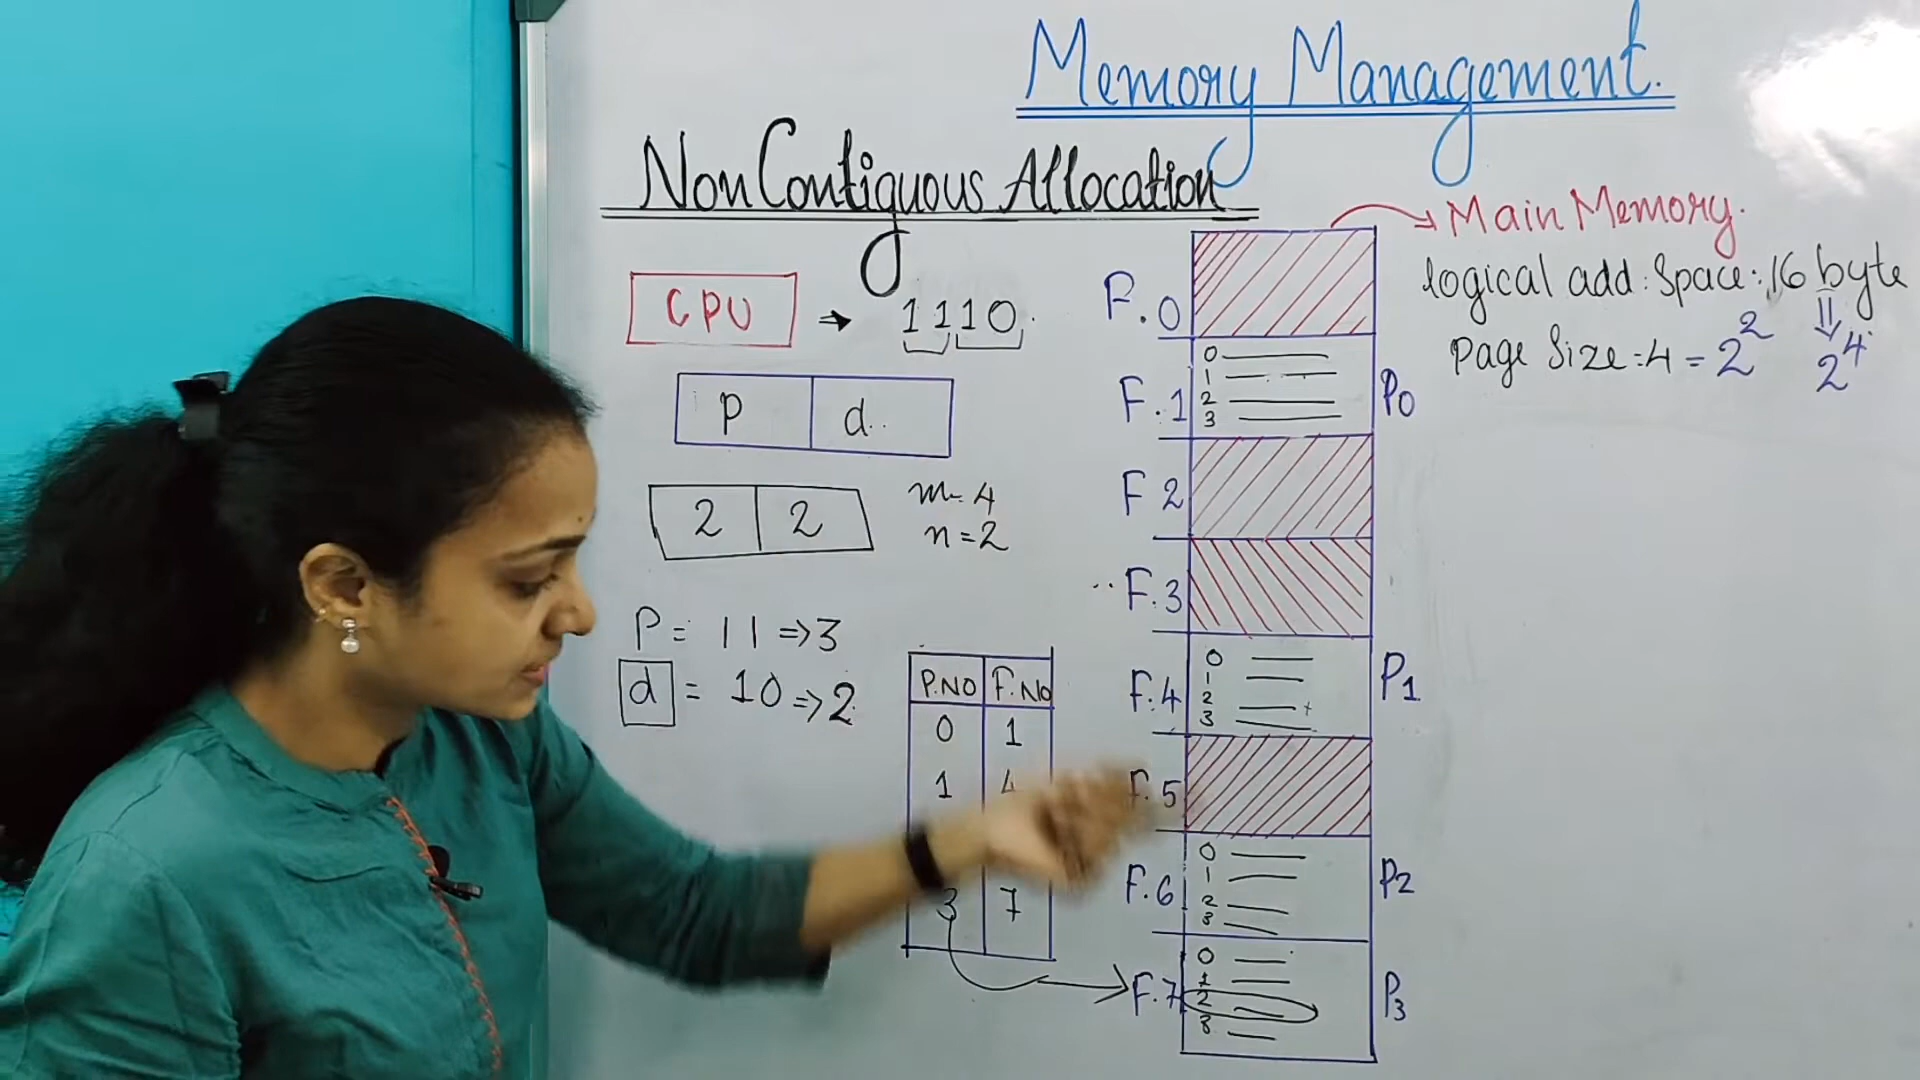 Memory Management.
Non Contiguous Allocation
Main Memory.
logical add. Space: 16 byte
Page Size: 4 = 2^2
2^4
CPU → 1110
p d
2 2
m = 4
n = 2
P = 11 => 3
d = 10 => 2
P.NO F.NO
0 1
1 4
3 7
F.0
F.1
0
1
2
3
P0
F2
F.3
F.4
0
1
2
3
P1
F.5
F.6
0
1
2
3
P2
F.7
0
1
2
3
P3